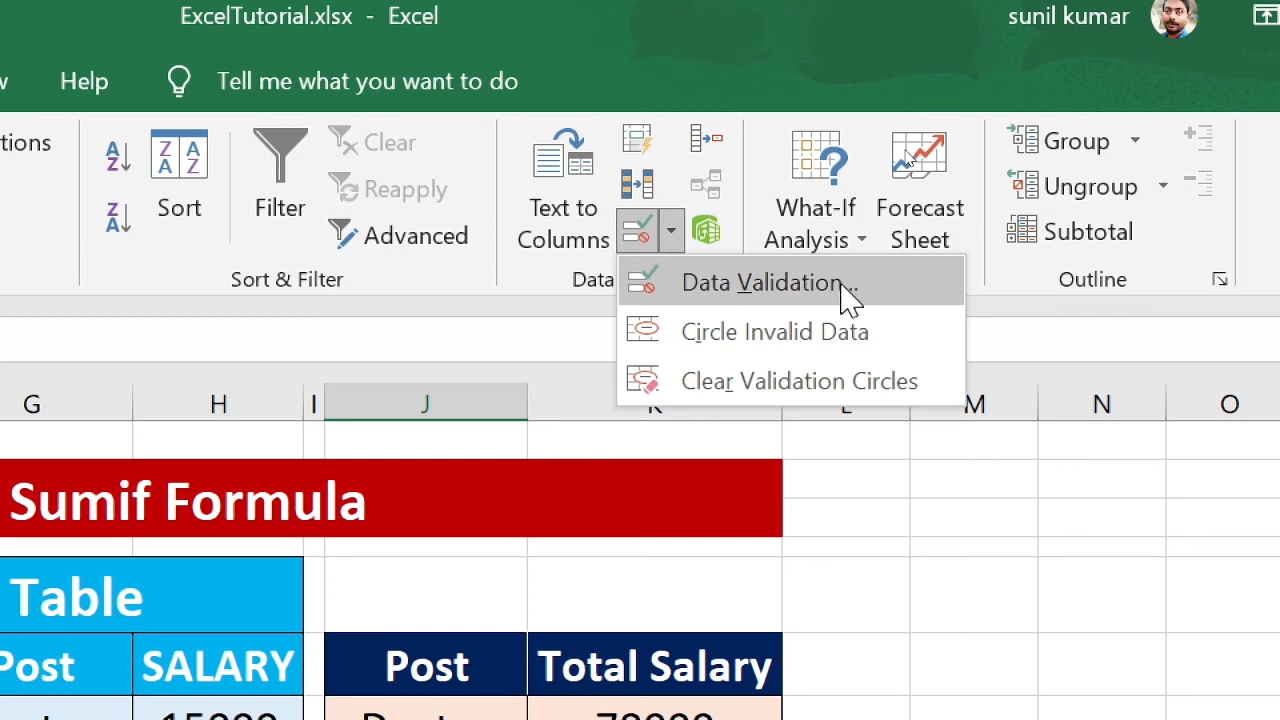 ExcelTutorial.xlsx - Excel
sunil kumar
Help
Tell me what you want to do
Sort
Filter
Clear
Reapply
Advanced
Sort & Filter
Text to
Columns
Data
What-If
Analysis
Forecast
Sheet
Group
Ungroup
Subtotal
Outline
Data Validation...
Circle Invalid Data
Clear Validation Circles
G
H
I
J
K
L
M
N
O
Sumif Formula
Table
Post
SALARY
Post
Total Salary